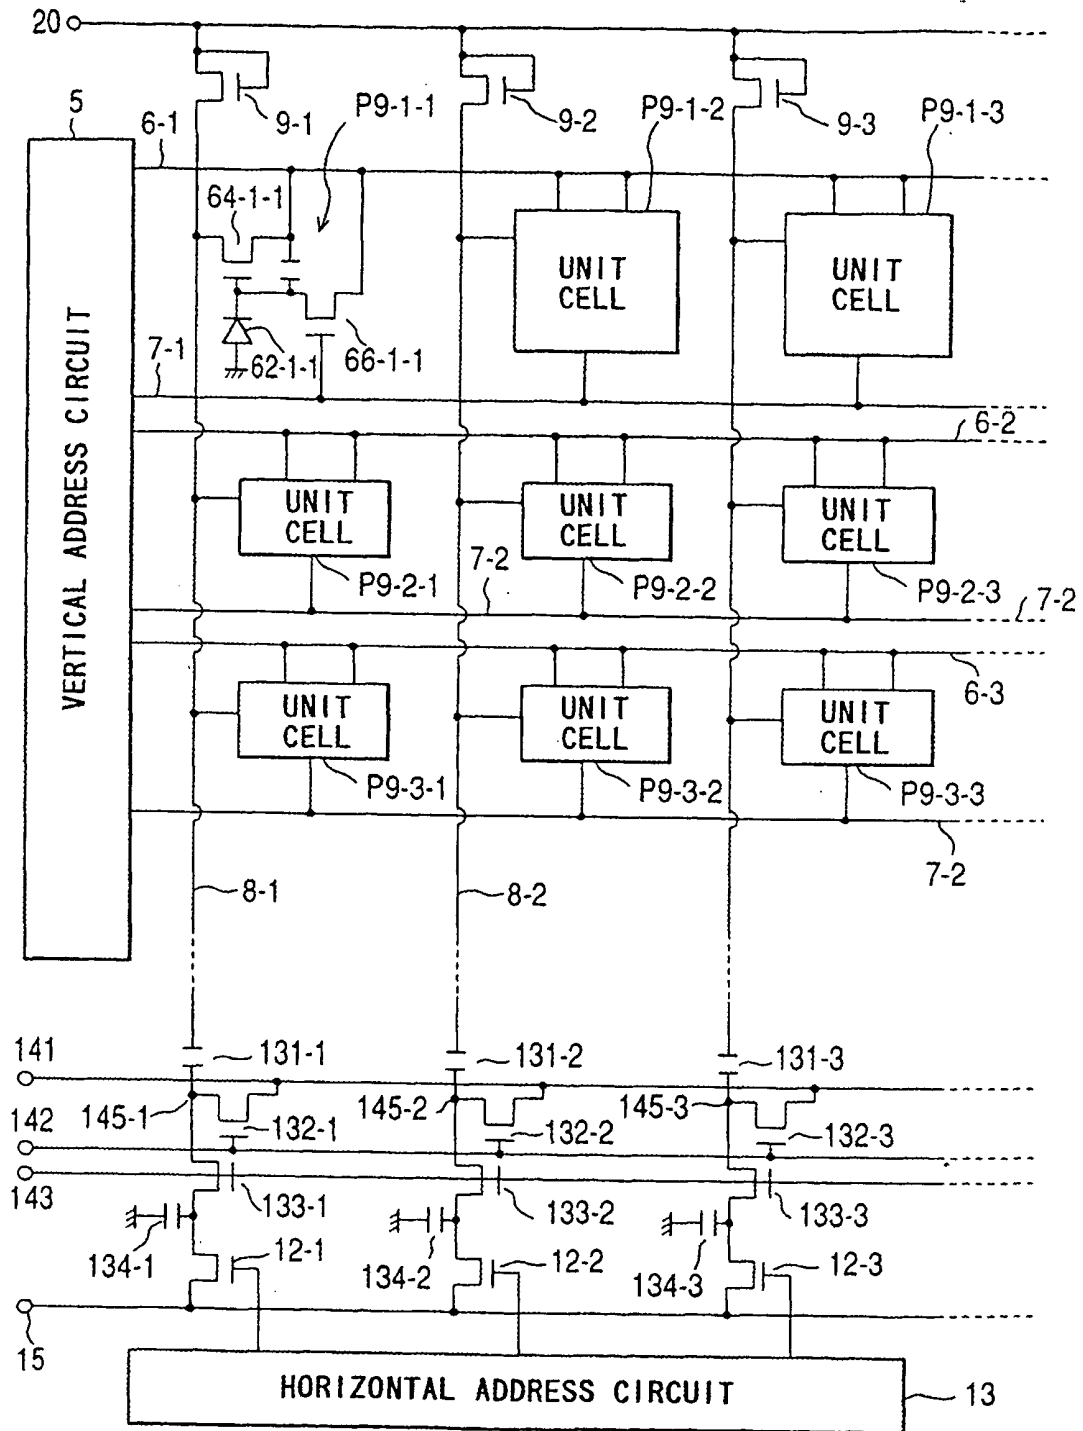 20
5
6-1
9-1
P9-1-1
9-2
P9-1-2
9-3
P9-1-3
64-1-1
UNIT
CELL
UNIT
CELL
7-1
62-1-1
66-1-1
VERTICAL ADDRESS CIRCUIT
6-2
UNIT
CELL
UNIT
CELL
UNIT
CELL
P9-2-1
7-2
P9-2-2
P9-2-3
7-2
6-3
UNIT
CELL
UNIT
CELL
UNIT
CELL
P9-3-1
P9-3-2
P9-3-3
7-2
8-1
8-2
141
131-1
131-2
131-3
145-1
145-2
145-3
142
132-1
132-2
132-3
143
133-1
133-2
133-3
134-1
12-1
134-2
12-2
134-3
12-3
15
HORIZONTAL ADDRESS CIRCUIT
13